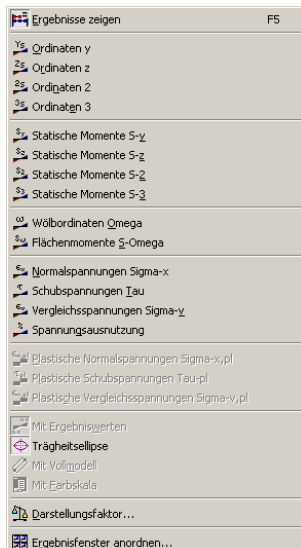 Ergebnisse zeigen F5
Ordinaten y
Ordinaten z
Ordinaten 2
Ordinaten 3
Statische Momente S-y
Statische Momente S-z
Statische Momente S-2
Statische Momente S-3
Wölbordinaten Omega
Flächenmomente S-Omega
Normalspannungen Sigma-x
Schubspannungen Tau
Vergleichsspannungen Sigma-v
Spannungsausnutzung
Plastische Normalspannungen Sigma-x,pl
Plastische Schubspannungen Tau-pl
Plastische Vergleichsspannungen Sigma-v,pl
Mit Ergebniswerten
Trägheitsellipse
Mit Vollmodell
Mit Farbskala
Darstellungsfaktor...
Ergebnisfenster anordnen...